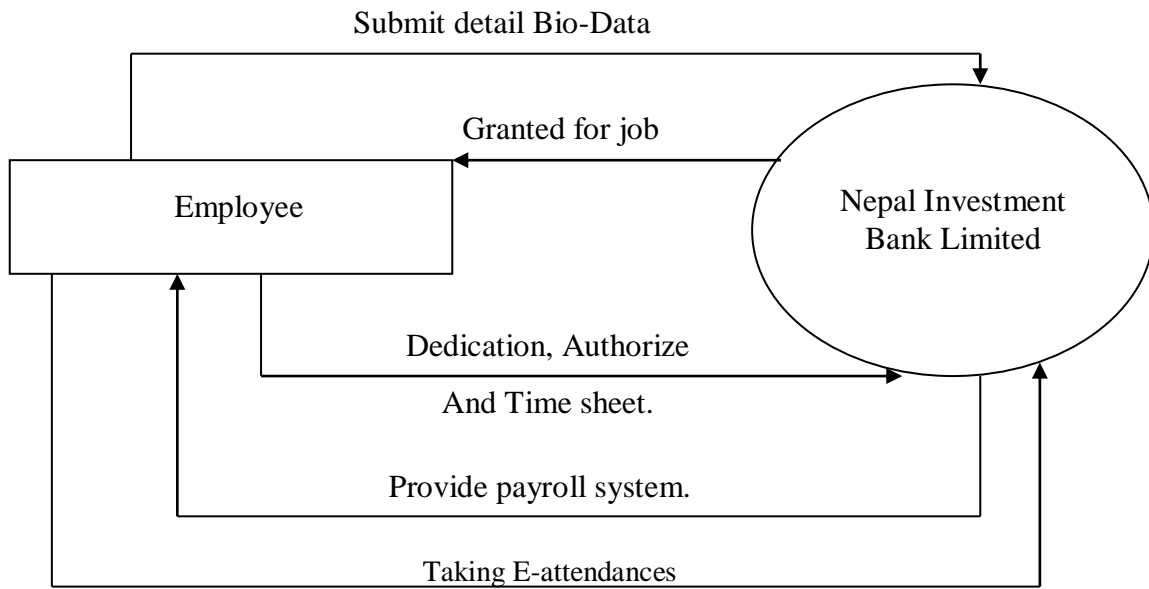 Submit detail Bio-Data
Granted for job
Employee
Nepal Investment
Bank Limited
Dedication, Authorize
And Time sheet.
Provide payroll system.
Taking E-attendances